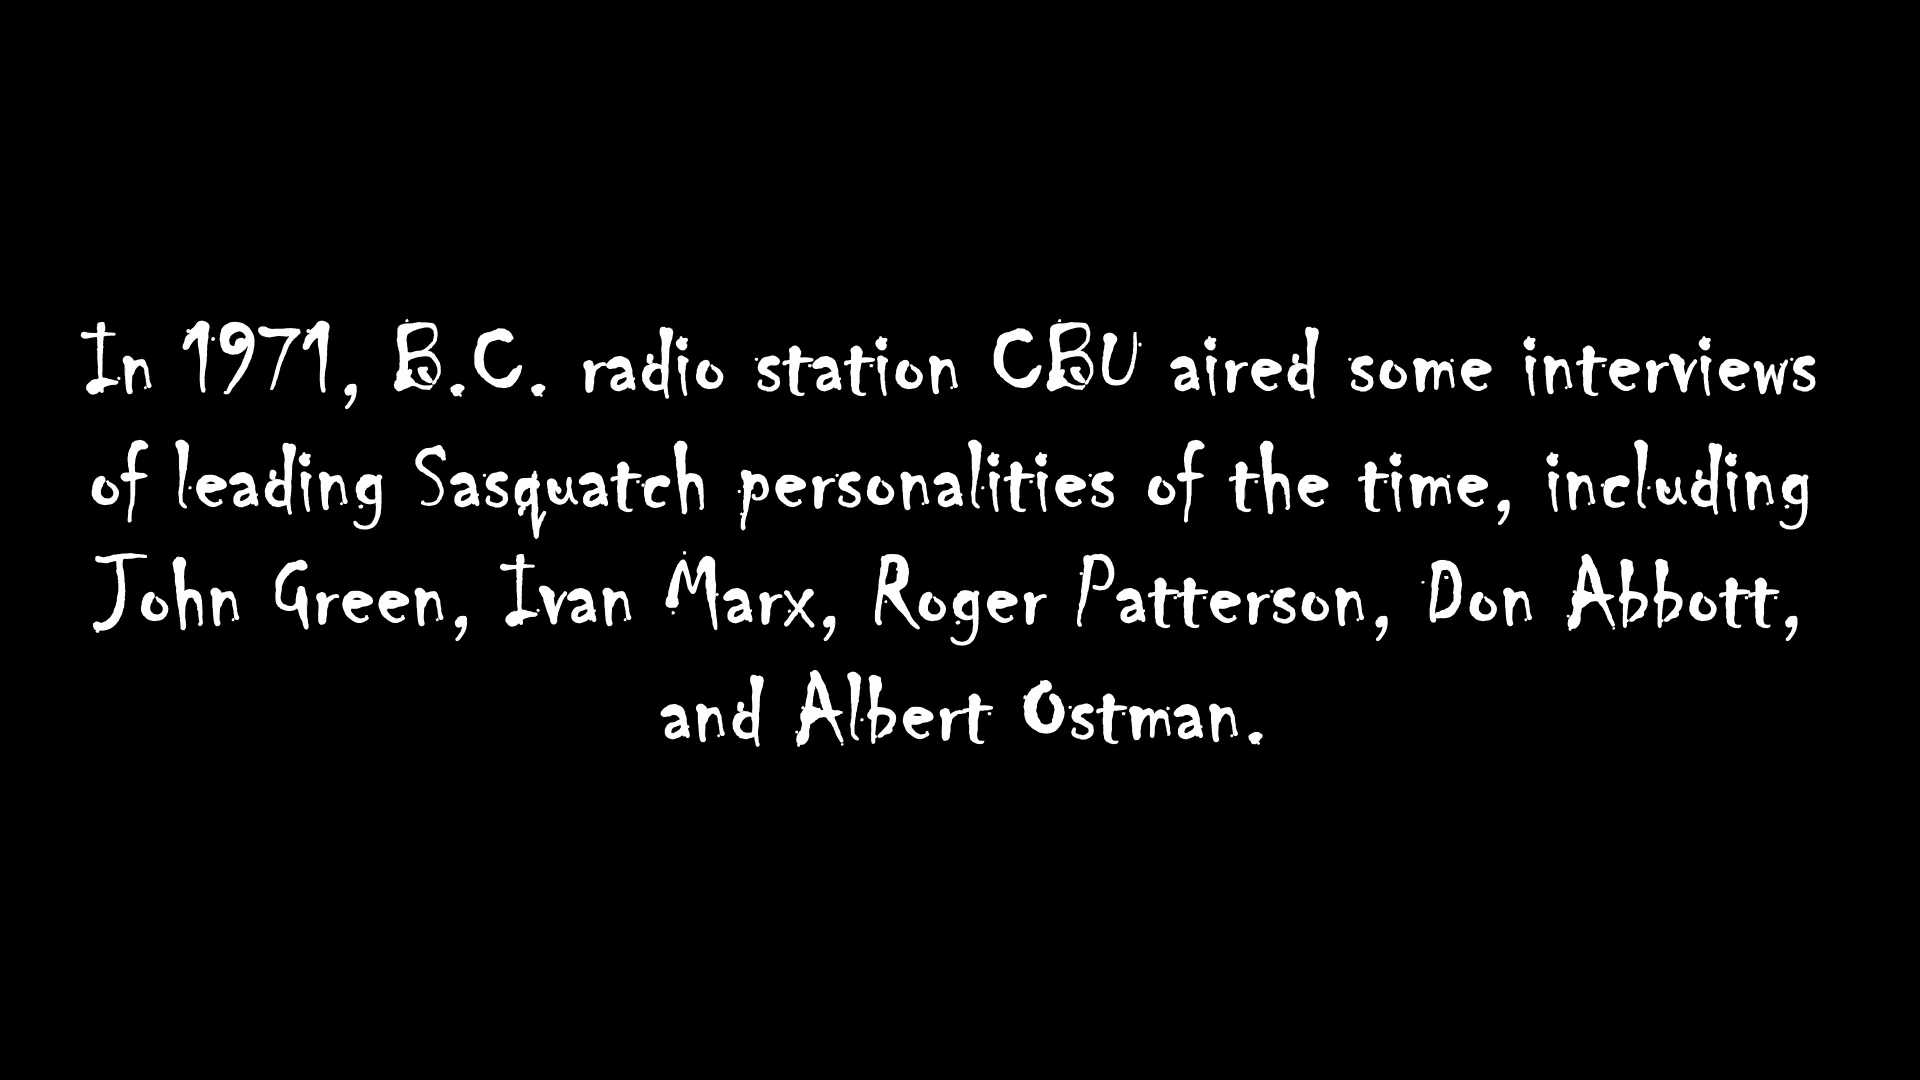 In 1971, B.C. radio station CBU aired some interviews
of leading Sasquatch personalities of the time, including
John Green, Ivan Marx, Roger Patterson, Don Abbott,
and Albert Ostman.